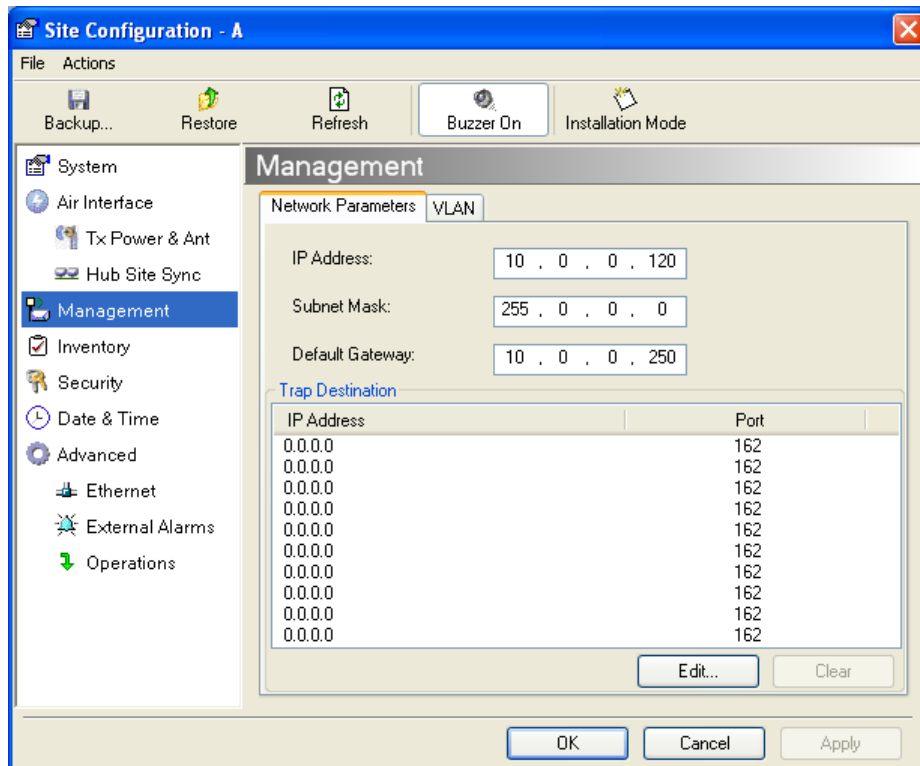 Site Configuration - A
File Actions
Backup... Restore Refresh Buzzer On Installation Mode
System
Air Interface
Tx Power & Ant
Hub Site Sync
Management
Inventory
Security
Date & Time
Advanced
Ethernet
External Alarms
Operations
Management
Network Parameters VLAN
IP Address: 10 . 0 . 0 . 120
Subnet Mask: 255 . 0 . 0 . 0
Default Gateway: 10 . 0 . 0 . 250
Trap Destination
IP Address Port
0.0.0.0 162
0.0.0.0 162
0.0.0.0 162
0.0.0.0 162
0.0.0.0 162
0.0.0.0 162
0.0.0.0 162
0.0.0.0 162
0.0.0.0 162
0.0.0.0 162
Edit... Clear
OK Cancel Apply